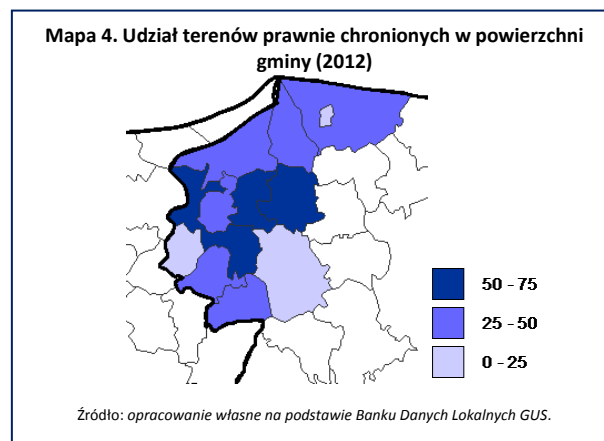 Mapa 4. Udział terenów prawnie chronionych w powierzchni
gminy (2012)
50 - 75
25 - 50
0 - 25
Źródło: opracowanie własne na podstawie Banku Danych Lokalnych GUS.